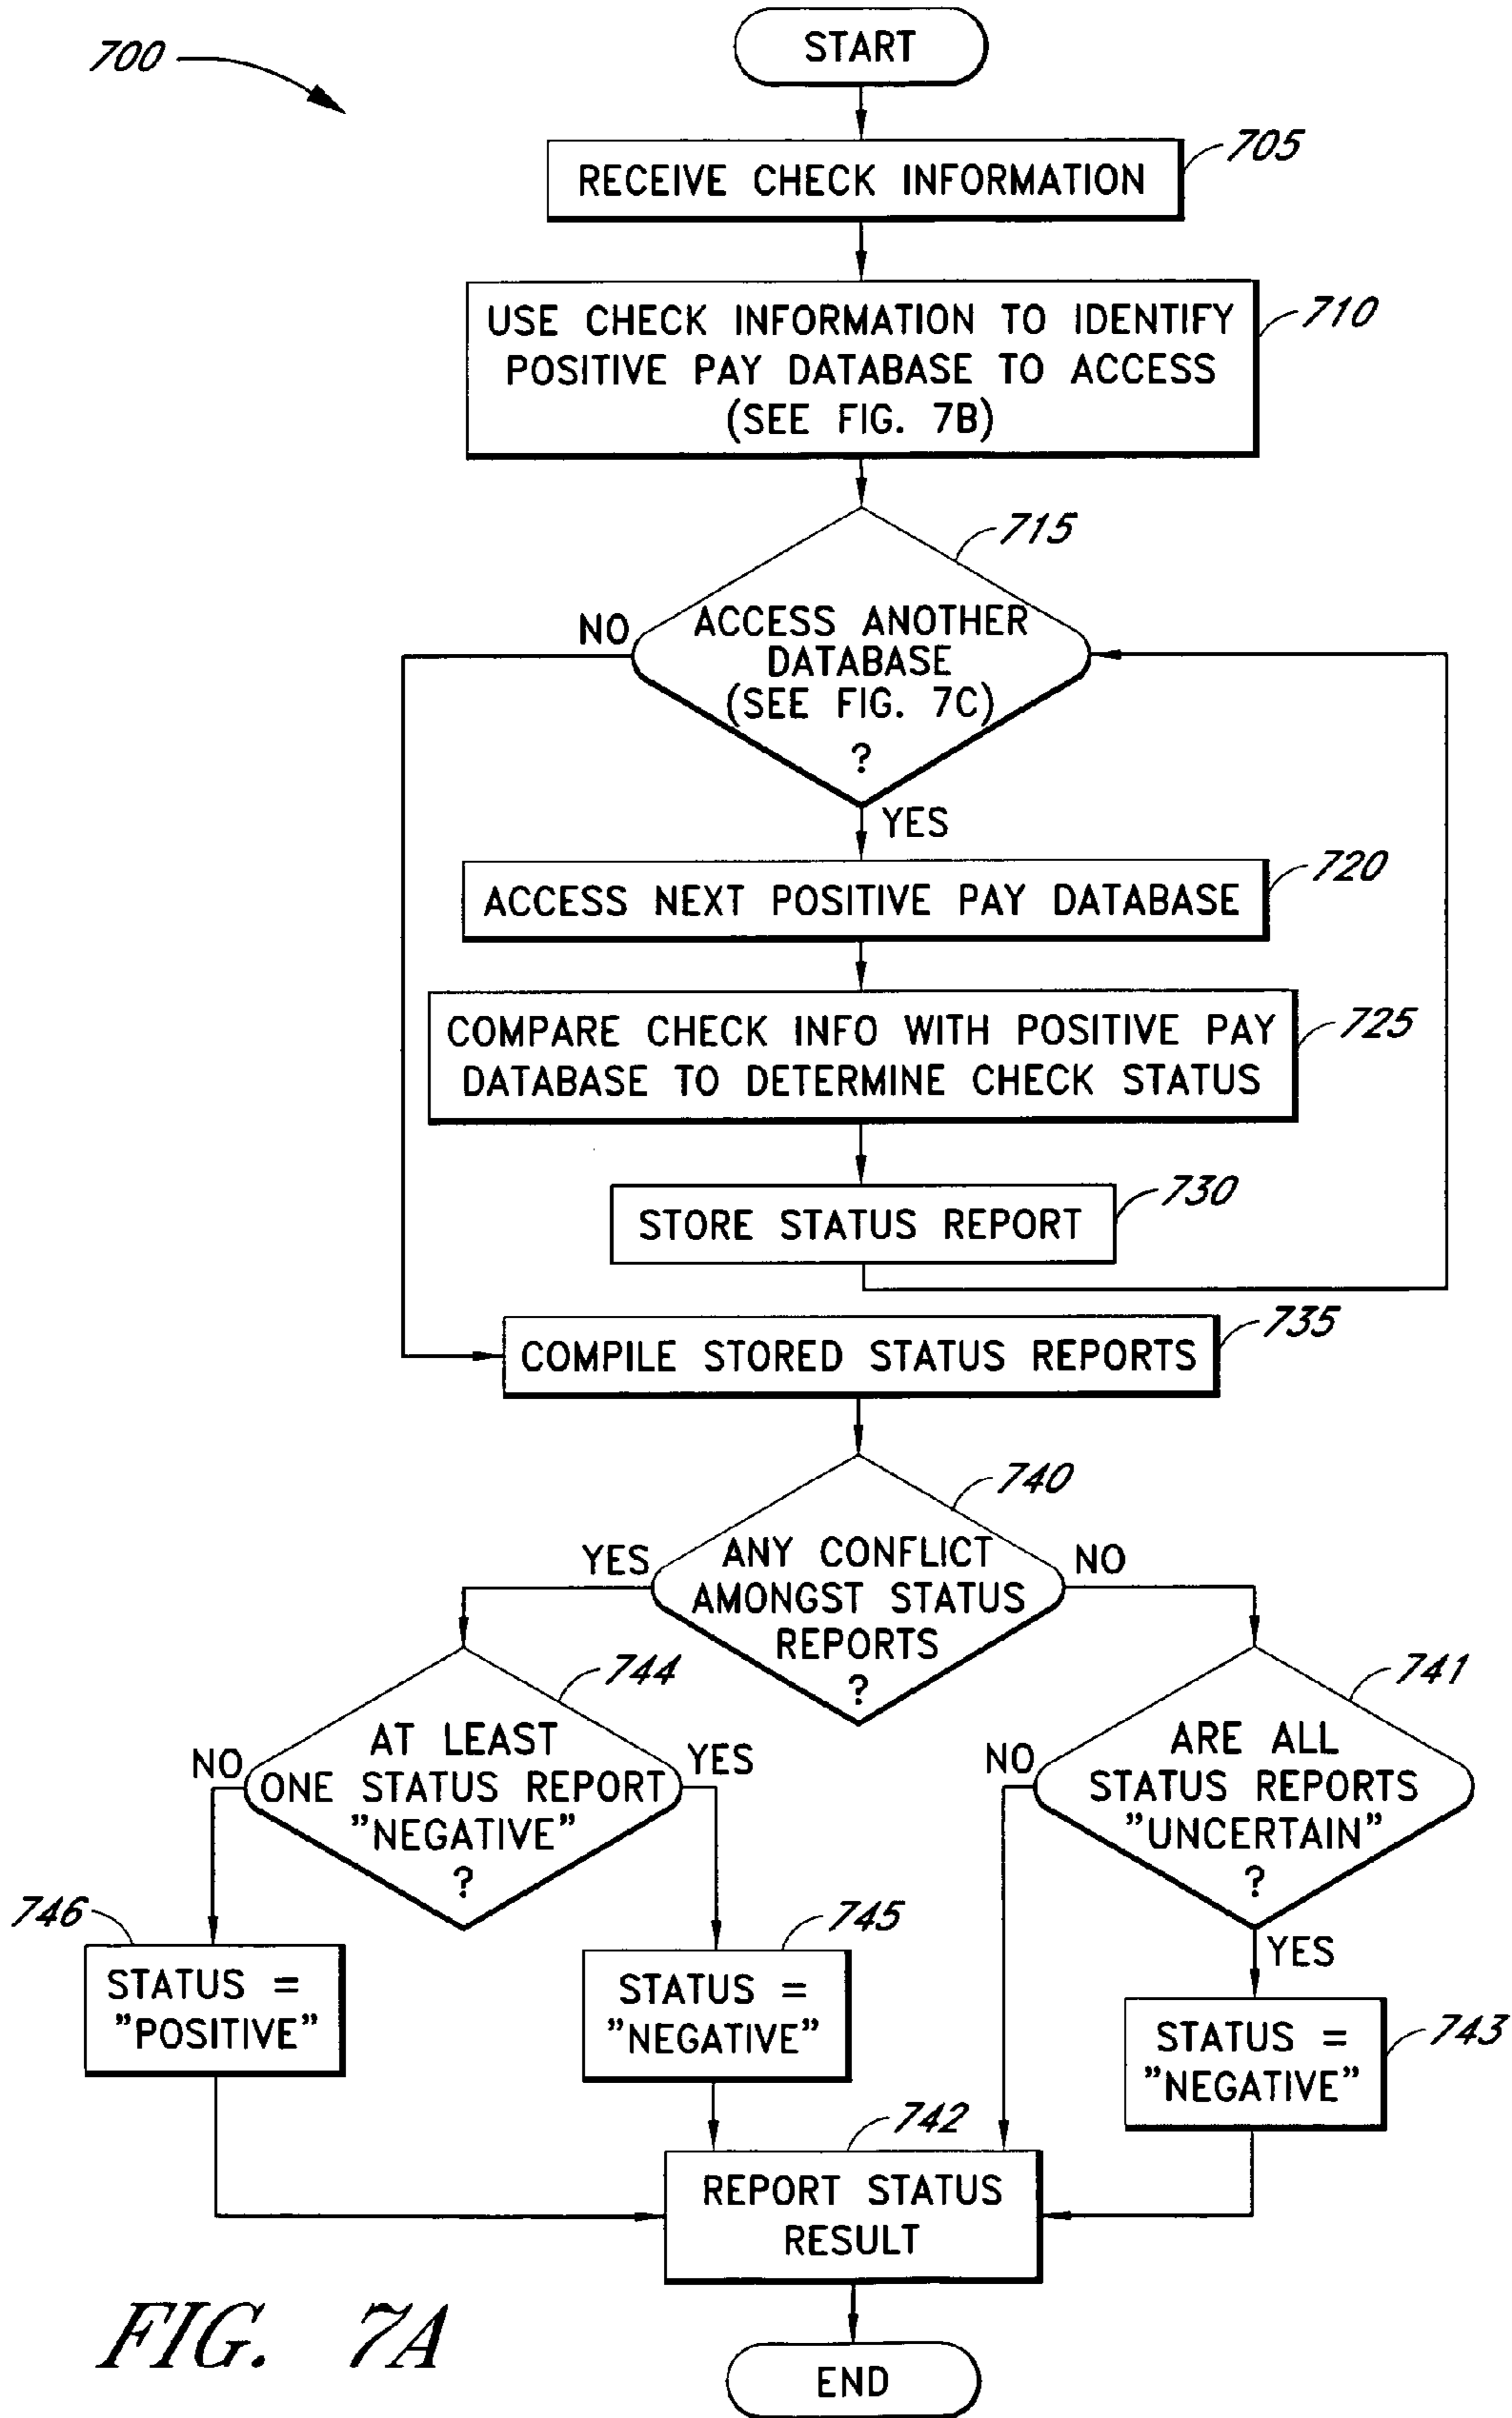 700
START
RECEIVE CHECK INFORMATION
705
USE CHECK INFORMATION TO IDENTIFY
POSITIVE PAY DATABASE TO ACCESS
(SEE FIG. 7B)
710
715
ACCESS ANOTHER
DATABASE
(SEE FIG. 7C)
?
NO
YES
ACCESS NEXT POSITIVE PAY DATABASE
720
COMPARE CHECK INFO WITH POSITIVE PAY
DATABASE TO DETERMINE CHECK STATUS
725
STORE STATUS REPORT
730
COMPILE STORED STATUS REPORTS
735
740
YES
ANY CONFLICT
AMONGST STATUS
REPORTS
?
NO
744
NO
AT LEAST
ONE STATUS REPORT
"NEGATIVE"
?
YES
741
NO
ARE ALL
STATUS REPORTS
"UNCERTAIN"
?
YES
746
STATUS =
"POSITIVE"
745
STATUS =
"NEGATIVE"
743
STATUS =
"NEGATIVE"
742
REPORT STATUS
RESULT
END
FIG. 7A